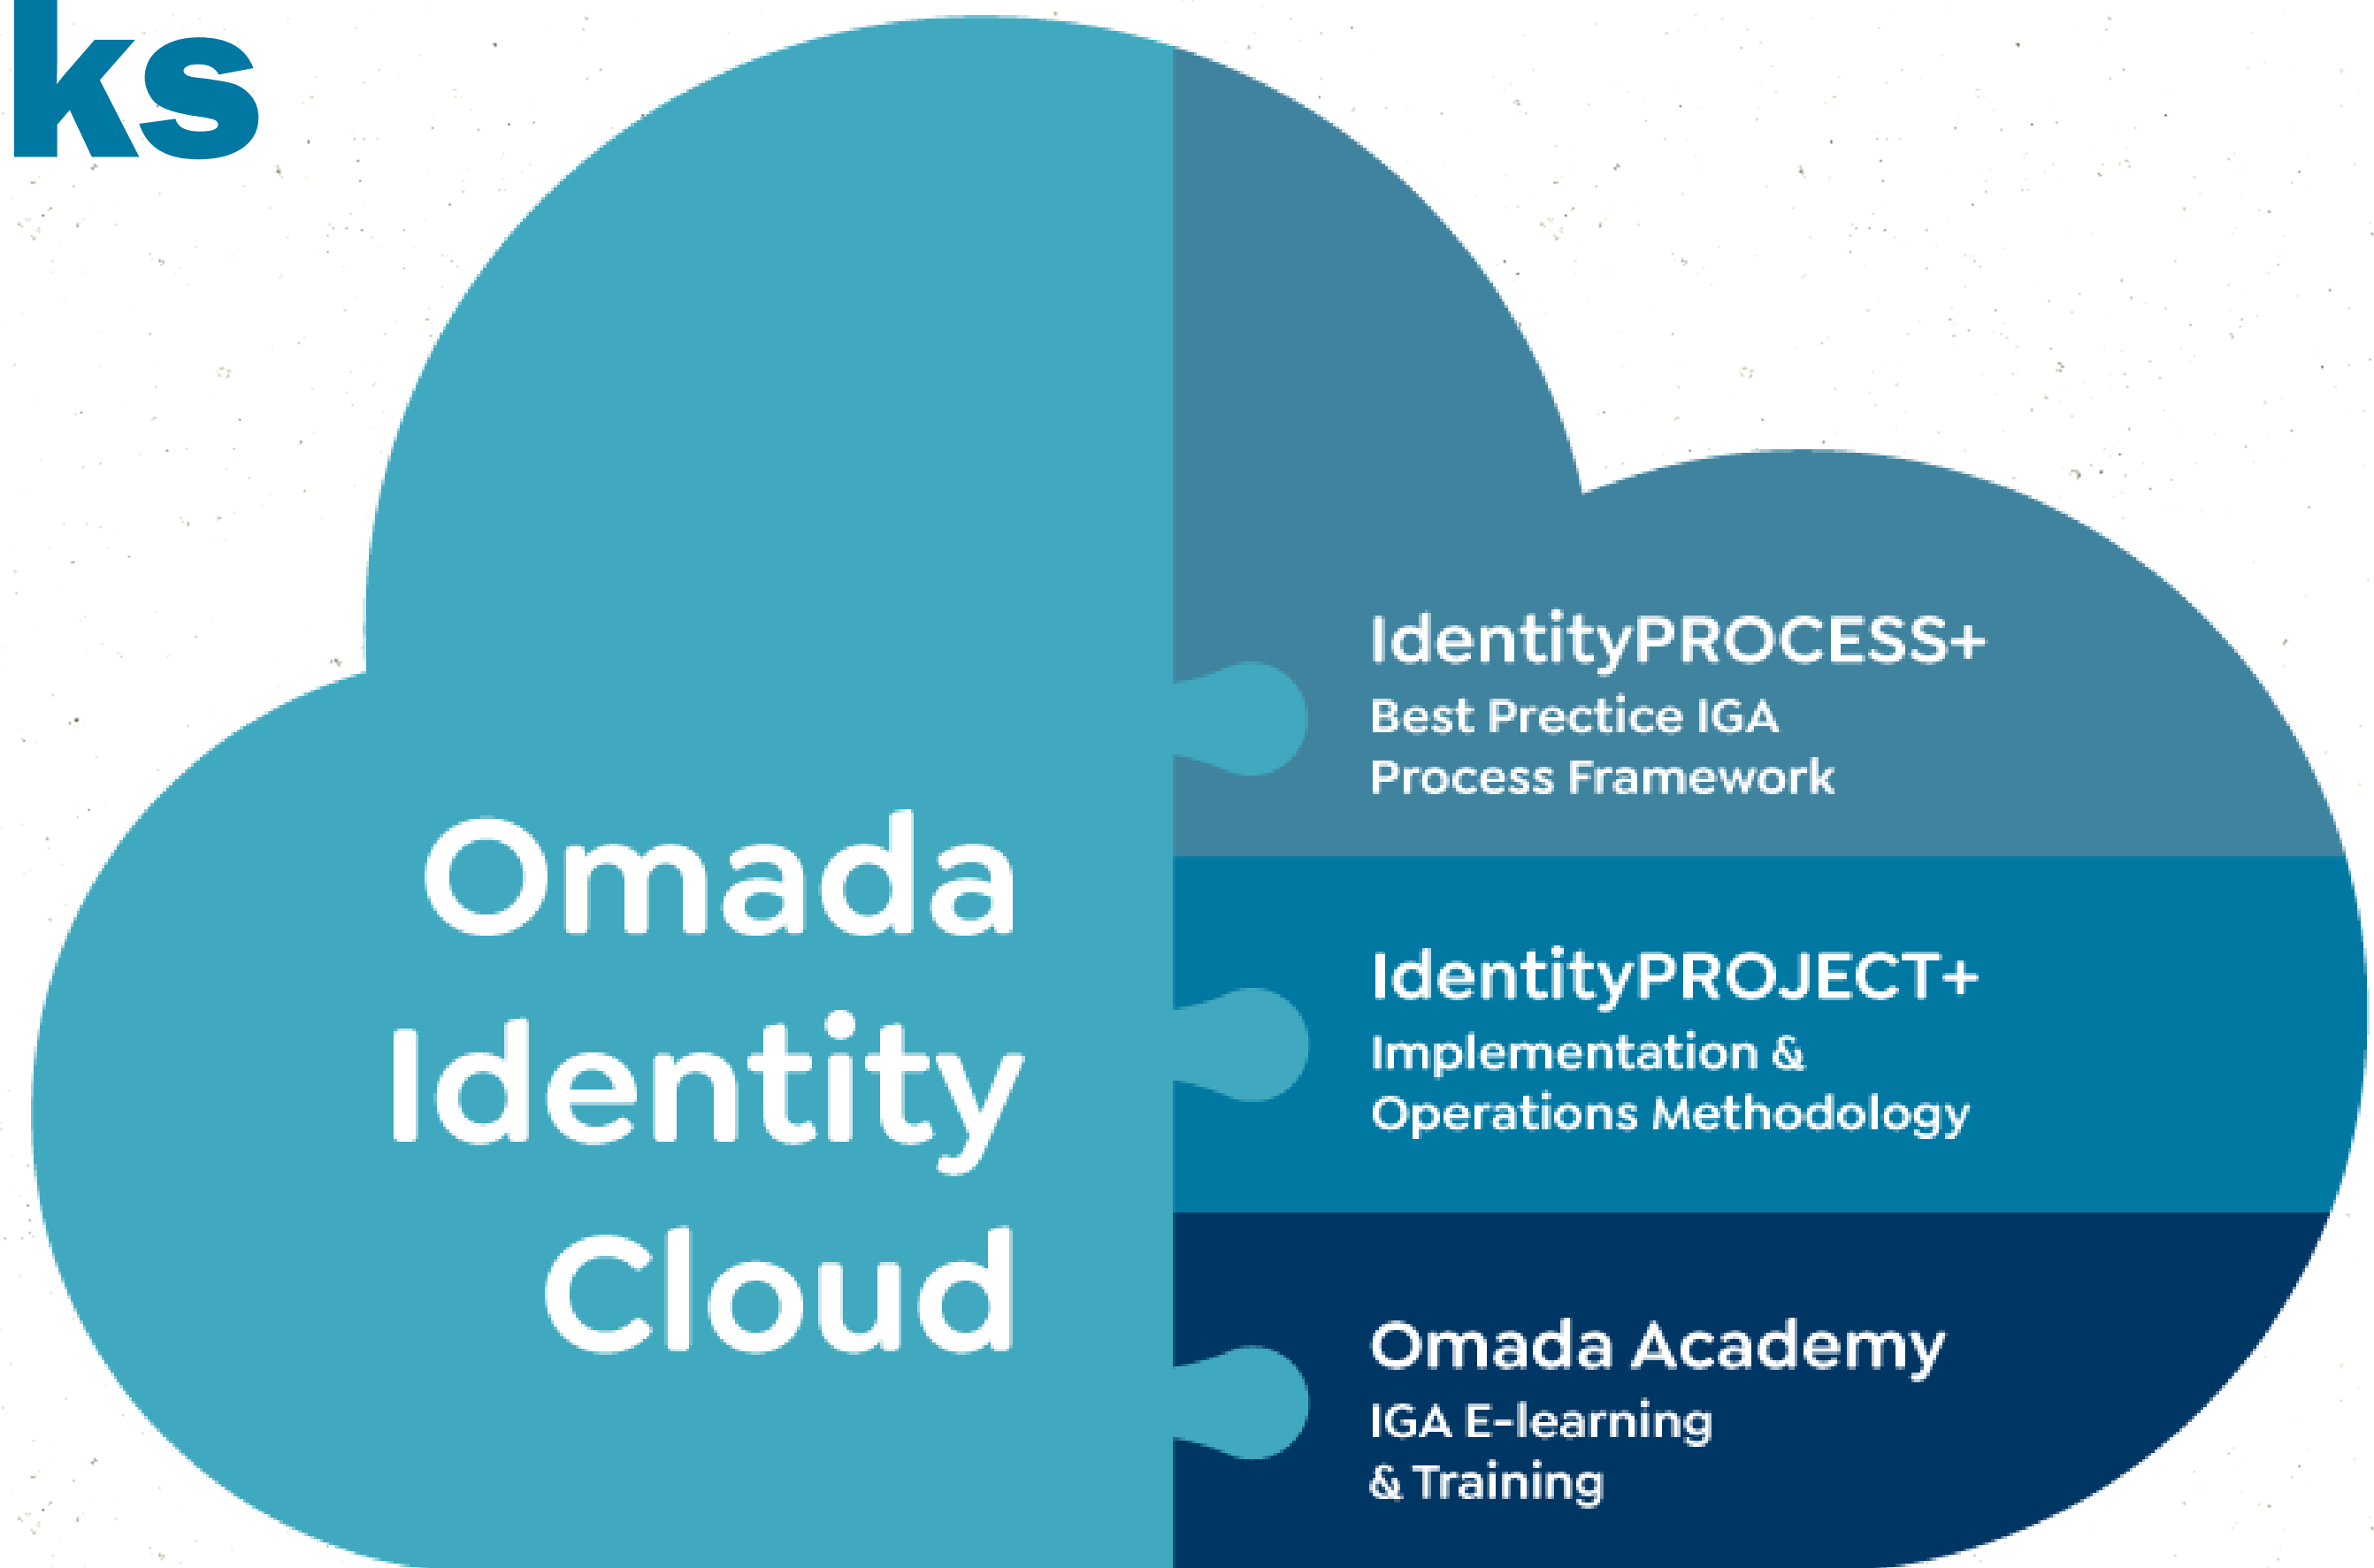 ks
Omada
Identity
Cloud
IdentityPROCESS+
Best Prectice IGA
Process Framework
IdentityPROJECT+
Implementation &
Operations Methodology
Omada Academy
IGA E-learning
& Training